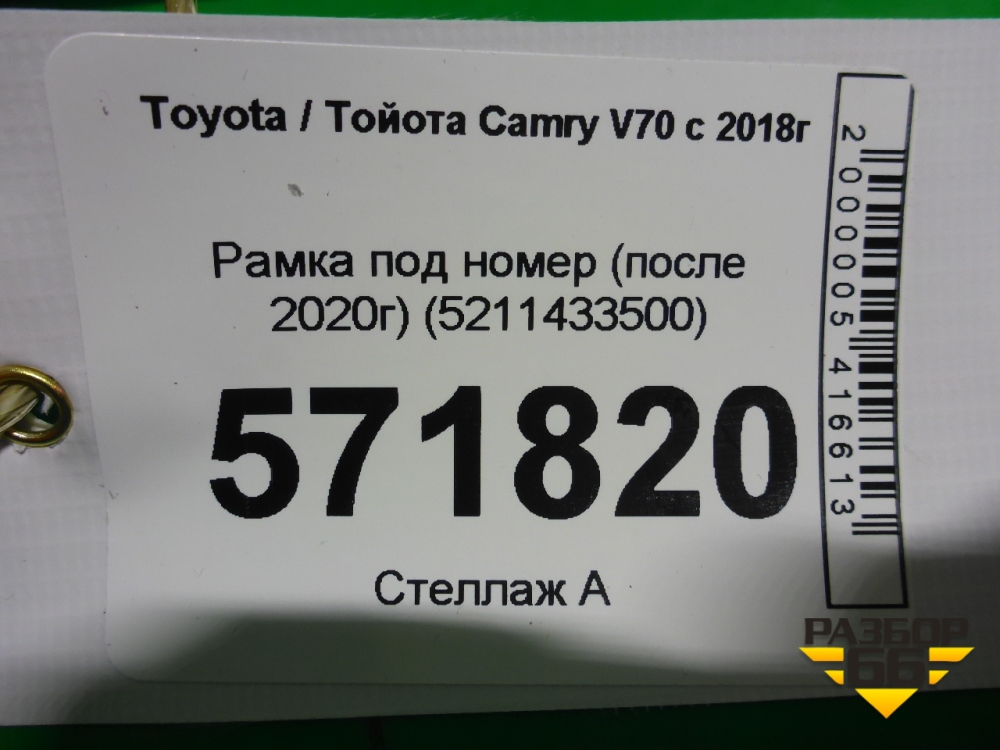 Toyota / Тойота Camry V70 с 2018г
Рамка под номер (после
2020г) (5211433500)
571820
Стеллаж А
2000005416613
РАЗБОР
66